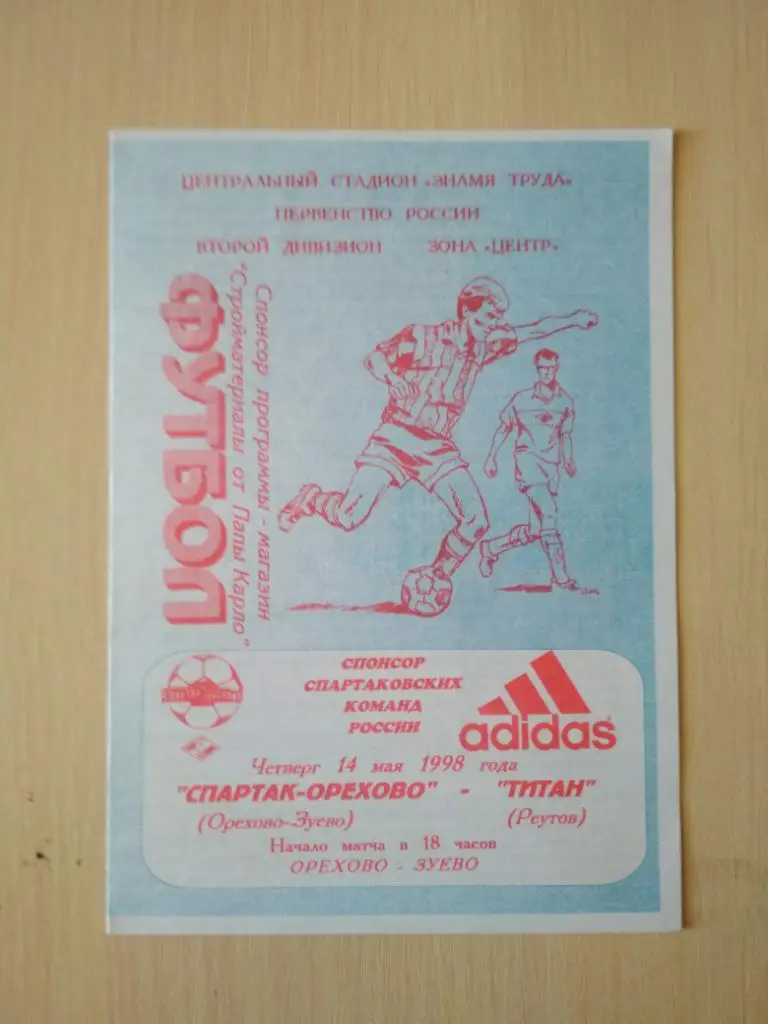 ЦЕНТРАЛЬНЫЙ СТАДИОН «ЗНАМЯ ТРУДА»
ПЕРВЕНСТВО РОССИИ
ВТОРОЙ ДИВИЗИОН ЗОНА «ЦЕНТР»
ФУТБОЛ
Спонсор программы - магазин
"Стройматериалы от Папы Карло"
СПОНСОР
СПАРТАКОВСКИХ
КОМАНД
РОССИИ
adidas
Четверг 14 мая 1998 года
"СПАРТАК-ОРЕХОВО" - "ТИТАН"
(Орехово-Зуево) (Реутов)
Начало матча в 18 часов
ОРЕХОВО - ЗУЕВО